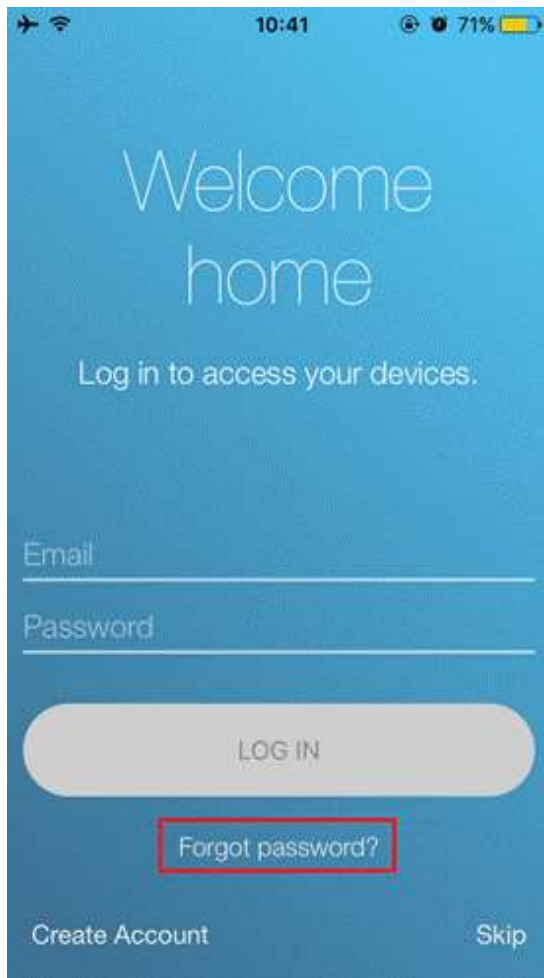 10:41 71%
Welcome
home
Log in to access your devices.
Email
Password
LOG IN
Forgot password?
Create Account Skip